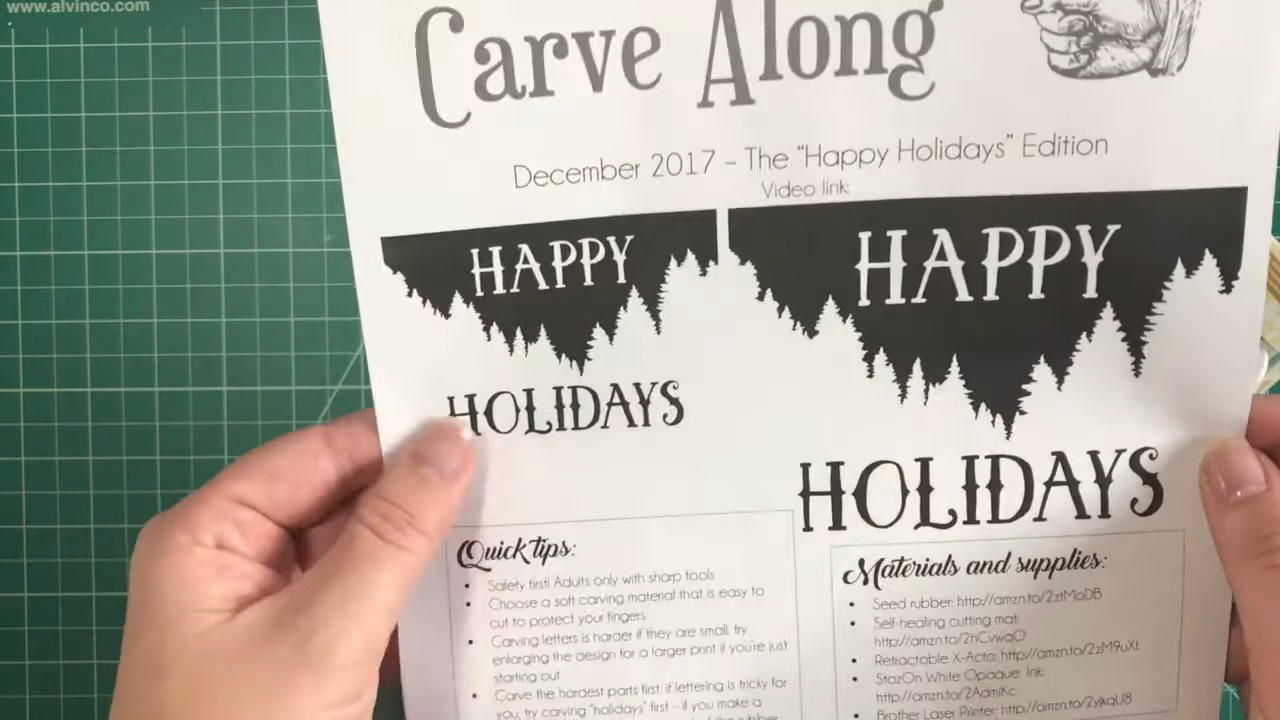 www.alvinco.com
Carve Along
December 2017 – The “Happy Holidays” Edition
Video link:
HAPPY
HOLIDAYS
HAPPY
HOLIDAYS
Quick tips:
• Safety first! Adults only with sharp tools
• Choose a soft carving material that is easy to
cut to protect your fingers
• Carving letters is harder if they are small, try
enlarging the design for a larger print if you're just
starting out
• Carve the hardest parts first, if lettering is tricky for
you, try carving "holidays" first – if you make a
Materials and supplies:
• Seed rubber: http://amzn.to/2ztMoDB
• Self-healing cutting mat:
http://amzn.to/2hCvwaO
• Retractable X-Acto: http://amzn.to/2zM9uXt
• StazOn White Opaque Ink:
http://amzn.to/2AdmiKc
• Brother Laser Printer: http://amzn.to/2yIkqU8